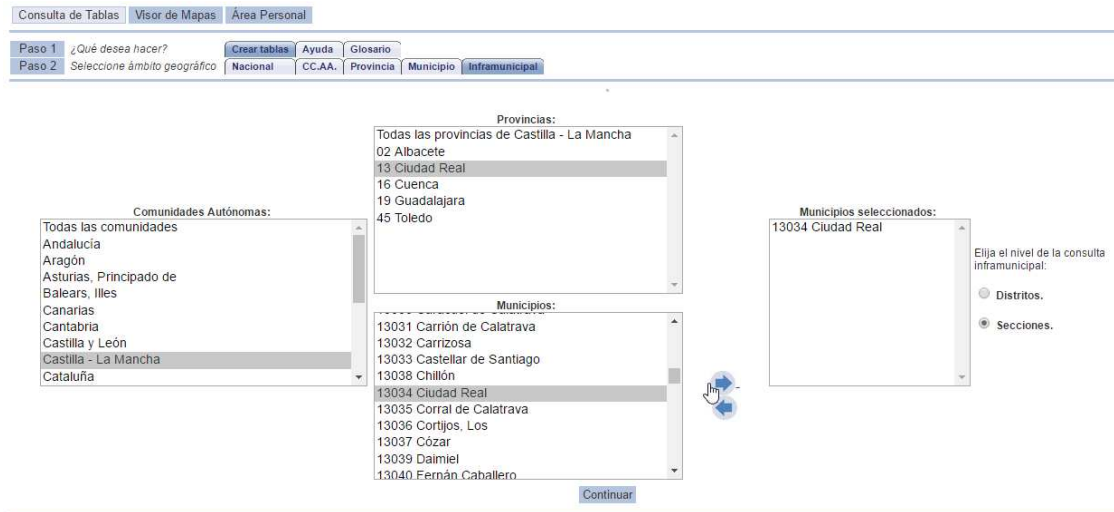 Consulta de Tablas Visor de Mapas Área Personal
Paso 1 ¿Qué desea hacer? Crear tablas Ayuda Glosario
Paso 2 Seleccione ámbito geográfico Nacional CC.AA. Provincia Municipio Inframunicipal
Comunidades Autónomas:
Todas las comunidades
Andalucía
Aragón
Asturias, Principado de
Balears, Illes
Canarias
Cantabria
Castilla y León
Castilla - La Mancha
Cataluña
Provincias:
Todas las provincias de Castilla - La Mancha
02 Albacete
13 Ciudad Real
16 Cuenca
19 Guadalajara
45 Toledo
Municipios:
13031 Carrión de Calatrava
13032 Carrizosa
13033 Castellar de Santiago
13038 Chillón
13034 Ciudad Real
13035 Corral de Calatrava
13036 Cortijos, Los
13037 Cózar
13039 Daimiel
13040 Fernán Caballero
Municipios seleccionados:
13034 Ciudad Real
Elija el nivel de la consulta
inframunicipal:
Distritos.
Secciones.
Continuar